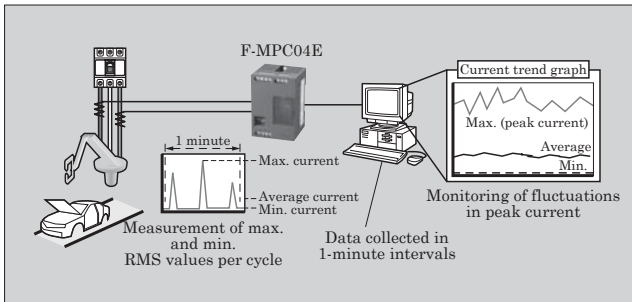 F-MPC04E
Current trend graph
Max. (peak current)
Average
Min.
1 minute
Max. current
Average current
Min. current
Measurement of max.
and min.
RMS values per cycle
Data collected in
1-minute intervals
Monitoring of fluctuations
in peak current